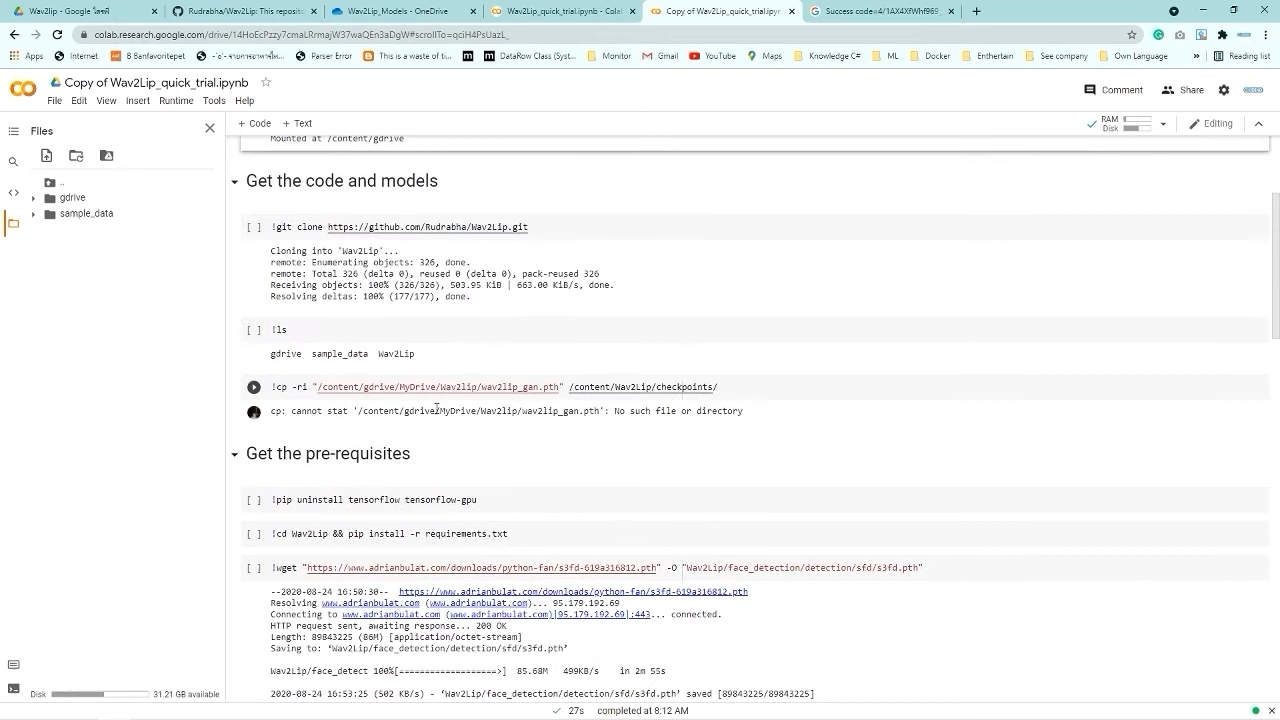 Wav2lip - Google ไดรฟ์
Rudrabha/Wav2Lip: This reposito
Wav2Lip_Models - OneDrive
Wav2Lip_quick_trial.ipynb - Colab
Copy of Wav2Lip_quick_trial.ipyn
Success code=4/1AX4XfWh9S9_
colab.research.google.com/drive/
Apps
Internet
B Banfavoritepet
Parser Error
This is a waste of ti...
DataRow Class (Syst...
Monitor
Gmail
YouTube
Maps
Knowledge C#
ML
Docker
Enthertain
See company
Own Language
»
Reading list
Copy of Wav2Lip_quick_trial.ipynb
Comment
Share
File Edit View Insert Runtime Tools Help
Files
+ Code + Text
RAM
Disk
Editing
..
gdrive
sample_data
Mounted at /content/gdrive
Get the code and models
[ ] !git clone https://github.com/Rudrabha/Wav2Lip.git
Cloning into 'Wav2Lip'...
remote: Enumerating objects: 326, done.
remote: Total 326 (delta 0), reused 0 (delta 0), pack-reused 326
Receiving objects: 100% (326/326), 503.95 KiB | 663.00 KiB/s, done.
Resolving deltas: 100% (177/177), done.
[ ] !ls
gdrive sample_data Wav2Lip
!cp -ri "/content/gdrive/MyDrive/Wav2lip/wav2lip_gan.pth" /content/Wav2Lip/checkpoints/
cp: cannot stat '/content/gdrive/MyDrive/Wav2lip/wav2lip_gan.pth': No such file or directory
Get the pre-requisites
[ ] !pip uninstall tensorflow tensorflow-gpu
[ ] !cd Wav2Lip && pip install -r requirements.txt
[ ] !wget "https://www.adrianbulat.com/downloads/python-fan/s3fd-619a316812.pth" -O "Wav2Lip/face_detection/detection/sfd/s3fd.pth"
--2020-08-24 16:50:30-- https://www.adrianbulat.com/downloads/python-fan/s3fd-619a316812.pth
Resolving www.adrianbulat.com (www.adrianbulat.com)... 95.179.192.69
Connecting to www.adrianbulat.com (www.adrianbulat.com)|95.179.192.69|:443... connected.
HTTP request sent, awaiting response... 200 OK
Length: 89843225 (86M) [application/octet-stream]
Saving to: ‘Wav2Lip/face_detection/detection/sfd/s3fd.pth’
Wav2Lip/face_detect 100%[===================>] 85.68M 499KB/s in 2m 55s
2020-08-24 16:53:25 (502 KB/s) - ‘Wav2Lip/face_detection/detection/sfd/s3fd.pth’ saved [89843225/89843225]
Disk
31.21 GB available
27s completed at 8:12 AM